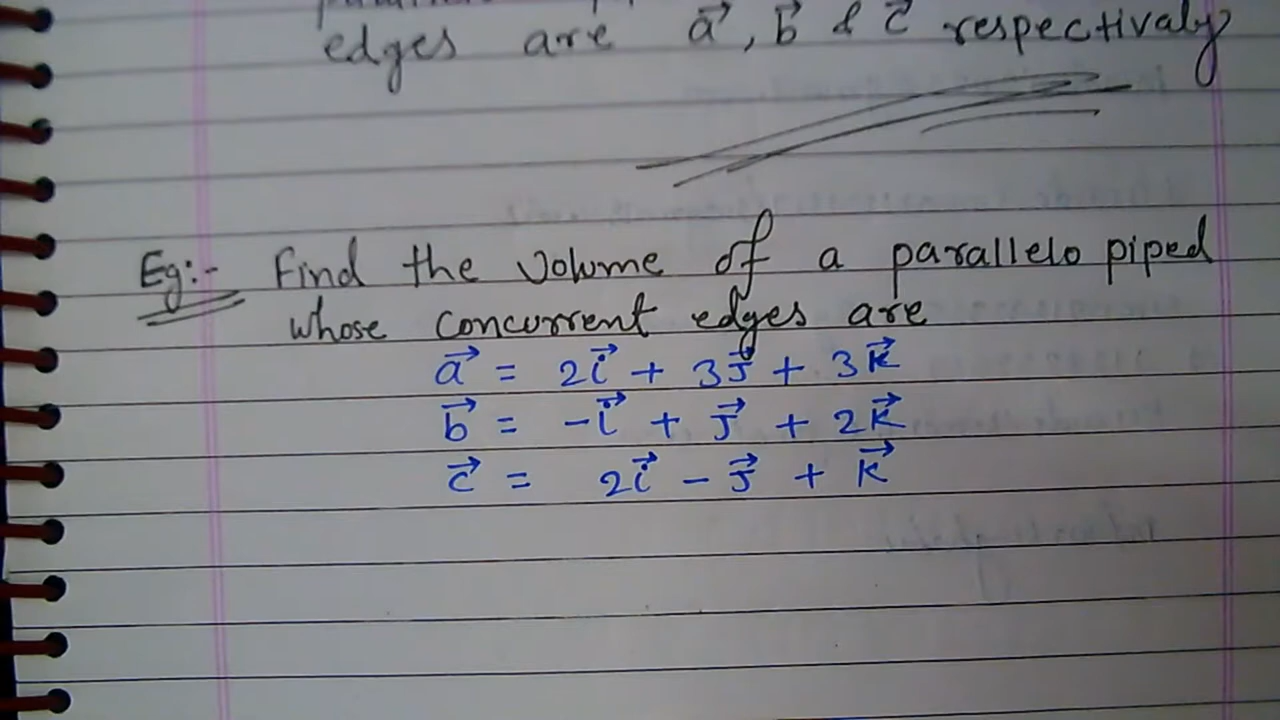 edges are a⃗, b⃗ & c⃗ respectivaly
Eg:- Find the volume of a parallelo piped
whose concurrent edges are
a⃗ = 2i⃗ + 3j⃗ + 3k⃗
b⃗ = -i⃗ + j⃗ + 2k⃗
c⃗ = 2i⃗ - j⃗ + k⃗